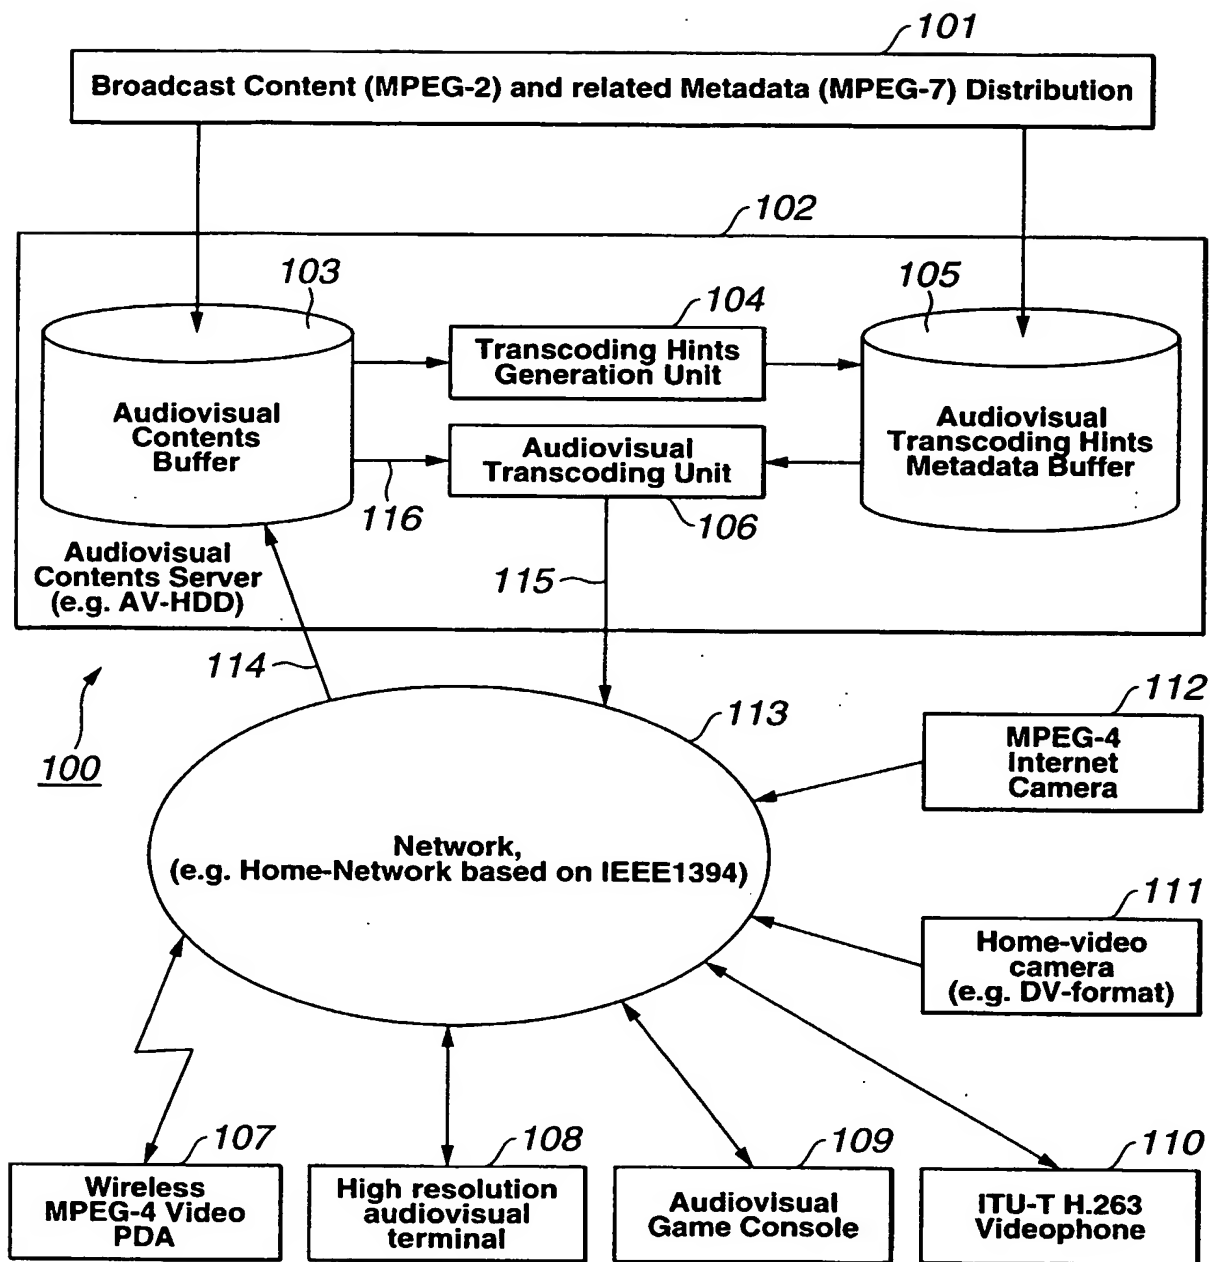 101
Broadcast Content (MPEG-2) and related Metadata (MPEG-7) Distribution
102
103
104
105
Transcoding Hints
Generation Unit
Audiovisual
Contents
Buffer
Audiovisual
Transcoding Unit
Audiovisual
Transcoding Hints
Metadata Buffer
116
106
Audiovisual
Contents Server
(e.g. AV-HDD)
115
114
100
113
112
MPEG-4
Internet
Camera
Network,
(e.g. Home-Network based on IEEE1394)
111
Home-video
camera
(e.g. DV-format)
107
108
109
110
Wireless
MPEG-4 Video
PDA
High resolution
audiovisual
terminal
Audiovisual
Game Console
ITU-T H.263
Videophone